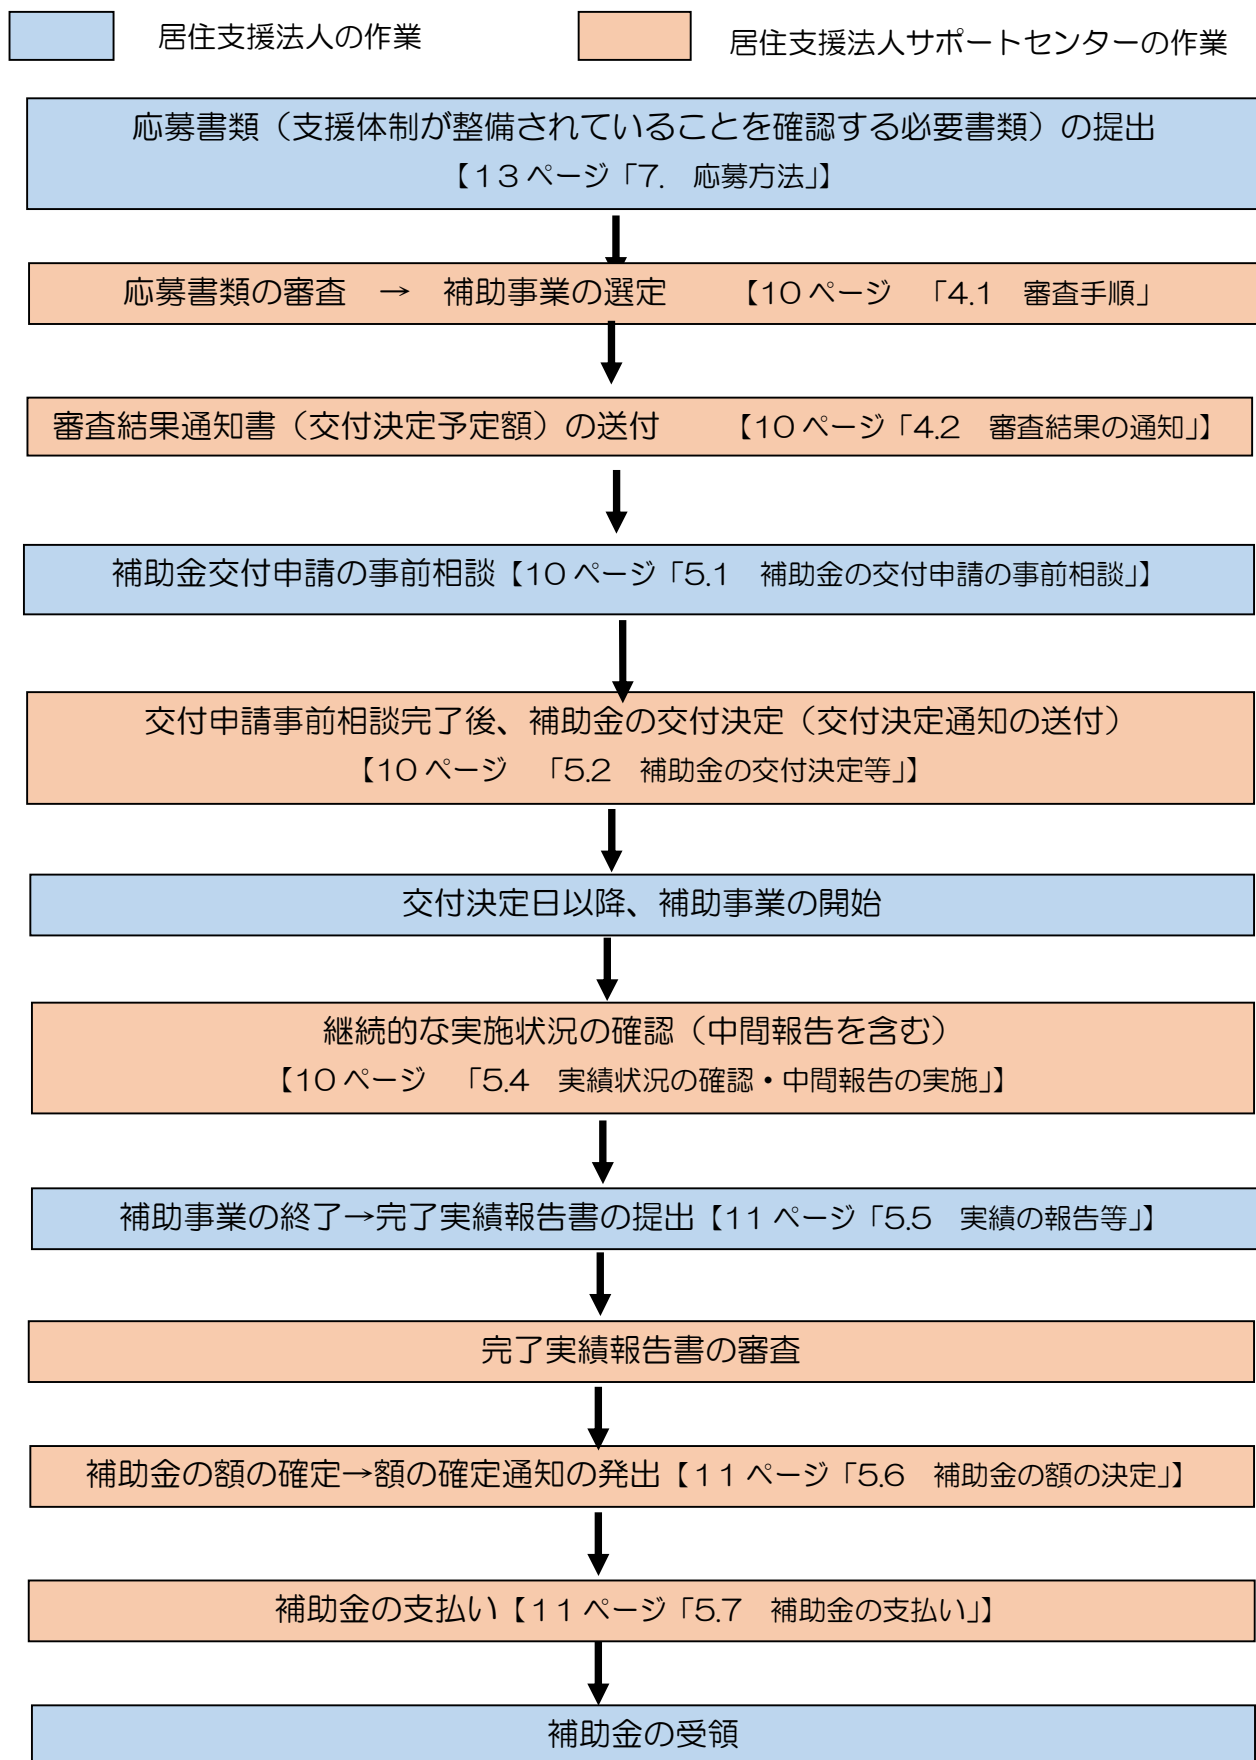 居住支援法人の作業
居住支援法人サポートセンターの作業
応募書類（支援体制が整備されていることを確認する必要書類）の提出
【１３ページ「7.　応募方法」】
応募書類の審査　→　補助事業の選定　　【10ページ　「4.1　審査手順」
審査結果通知書（交付決定予定額）の送付　　【10ページ「4.2　審査結果の通知」】
補助金交付申請の事前相談【10ページ「5.1　補助金の交付申請の事前相談」】
交付申請事前相談完了後、補助金の交付決定（交付決定通知の送付）
【10ページ　「5.2　補助金の交付決定等」】
交付決定日以降、補助事業の開始
継続的な実施状況の確認（中間報告を含む）
【10ページ　「5.4　実績状況の確認・中間報告の実施」】
補助事業の終了→完了実績報告書の提出【11ページ「5.5　実績の報告等」】
完了実績報告書の審査
補助金の額の確定→額の確定通知の発出【１１ページ「5.6　補助金の額の決定」】
補助金の支払い【１１ページ「5.7　補助金の支払い」】
補助金の受領